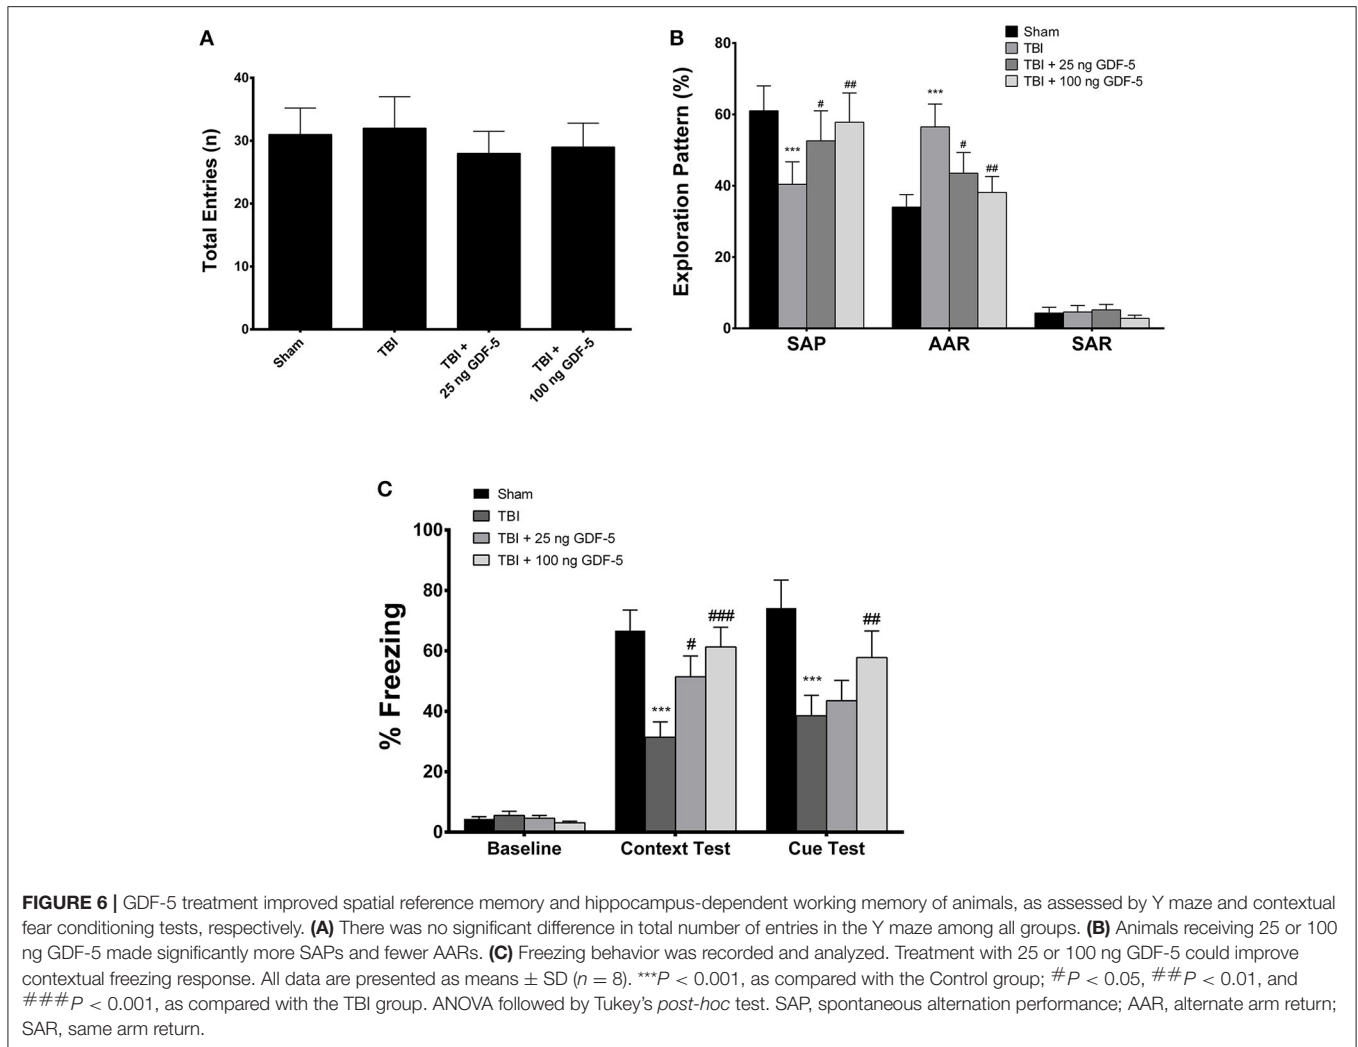 A
Total Entries (n)
40
30
20
10
0
Sham
TBI
TBI +
25 ng GDF-5
TBI +
100 ng GDF-5
B
Sham
TBI
TBI + 25 ng GDF-5
TBI + 100 ng GDF-5
Exploration Pattern (%)
80
60
40
20
0
***
#
##
***
#
##
SAP
AAR
SAR
C
Sham
TBI
TBI + 25 ng GDF-5
TBI + 100 ng GDF-5
% Freezing
100
80
60
40
20
0
***
#
###
***
##
Baseline
Context Test
Cue Test
FIGURE 6 | GDF-5 treatment improved spatial reference memory and hippocampus-dependent working memory of animals, as assessed by Y maze and contextual
fear conditioning tests, respectively. (A) There was no significant difference in total number of entries in the Y maze among all groups. (B) Animals receiving 25 or 100
ng GDF-5 made significantly more SAPs and fewer AARs. (C) Freezing behavior was recorded and analyzed. Treatment with 25 or 100 ng GDF-5 could improve
contextual freezing response. All data are presented as means ± SD (n = 8). ***P < 0.001, as compared with the Control group; #P < 0.05, ##P < 0.01, and
###P < 0.001, as compared with the TBI group. ANOVA followed by Tukey's post-hoc test. SAP, spontaneous alternation performance; AAR, alternate arm return;
SAR, same arm return.